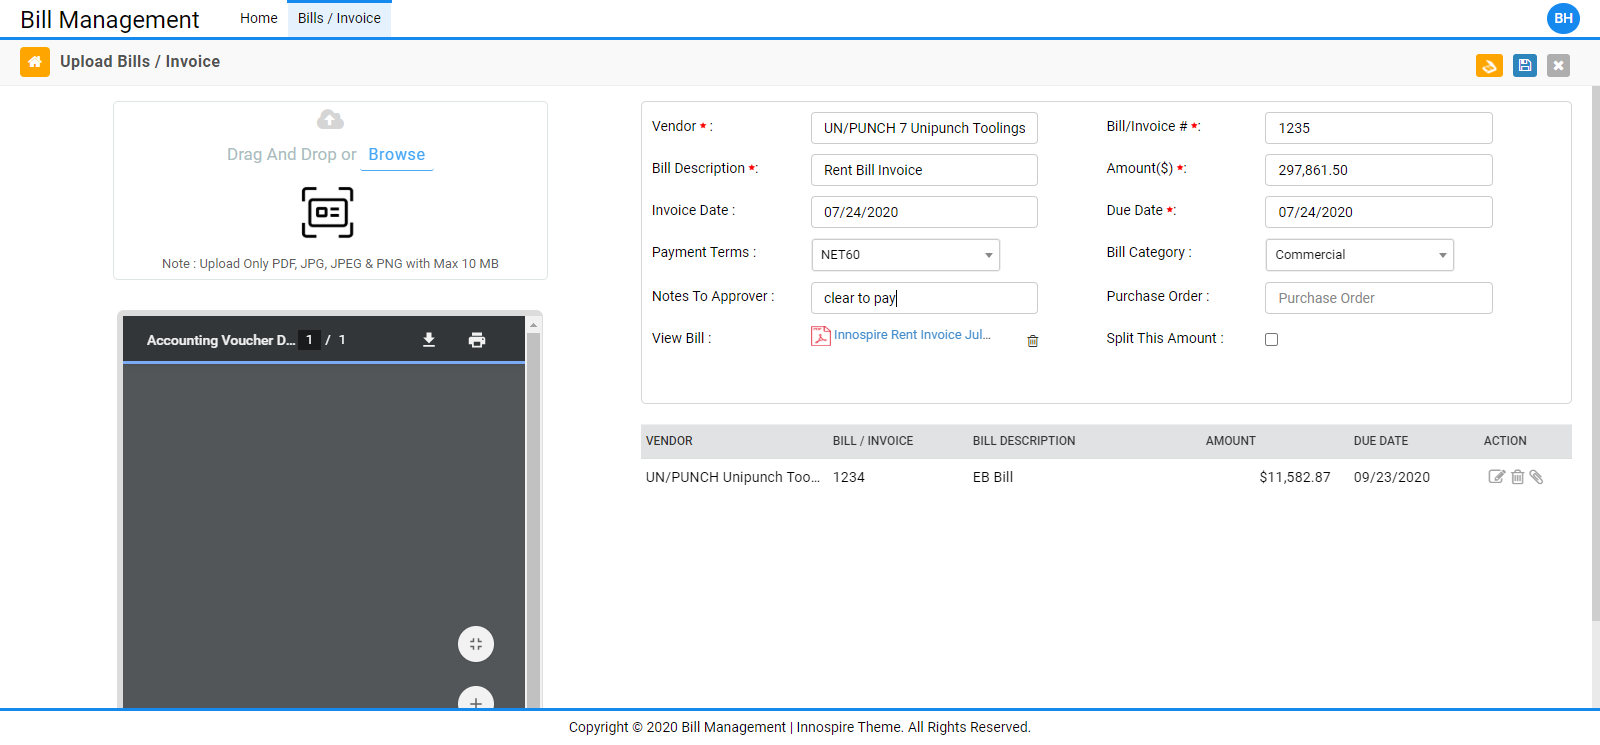 Bill Management Home Bills / Invoice BH
Upload Bills / Invoice
Drag And Drop or Browse
Note : Upload Only PDF, JPG, JPEG & PNG with Max 10 MB
Accounting Voucher D... 1 / 1
Vendor * : UN/PUNCH 7 Unipunch Toolings Bill/Invoice # *: 1235
Bill Description *: Rent Bill Invoice Amount($) *: 297,861.50
Invoice Date : 07/24/2020 Due Date *: 07/24/2020
Payment Terms : NET60 Bill Category : Commercial
Notes To Approver : clear to pay Purchase Order : Purchase Order
View Bill : Innospire Rent Invoice Jul... Split This Amount :
VENDOR BILL / INVOICE BILL DESCRIPTION AMOUNT DUE DATE ACTION
UN/PUNCH Unipunch Too... 1234 EB Bill $11,582.87 09/23/2020
Copyright © 2020 Bill Management | Innospire Theme. All Rights Reserved.